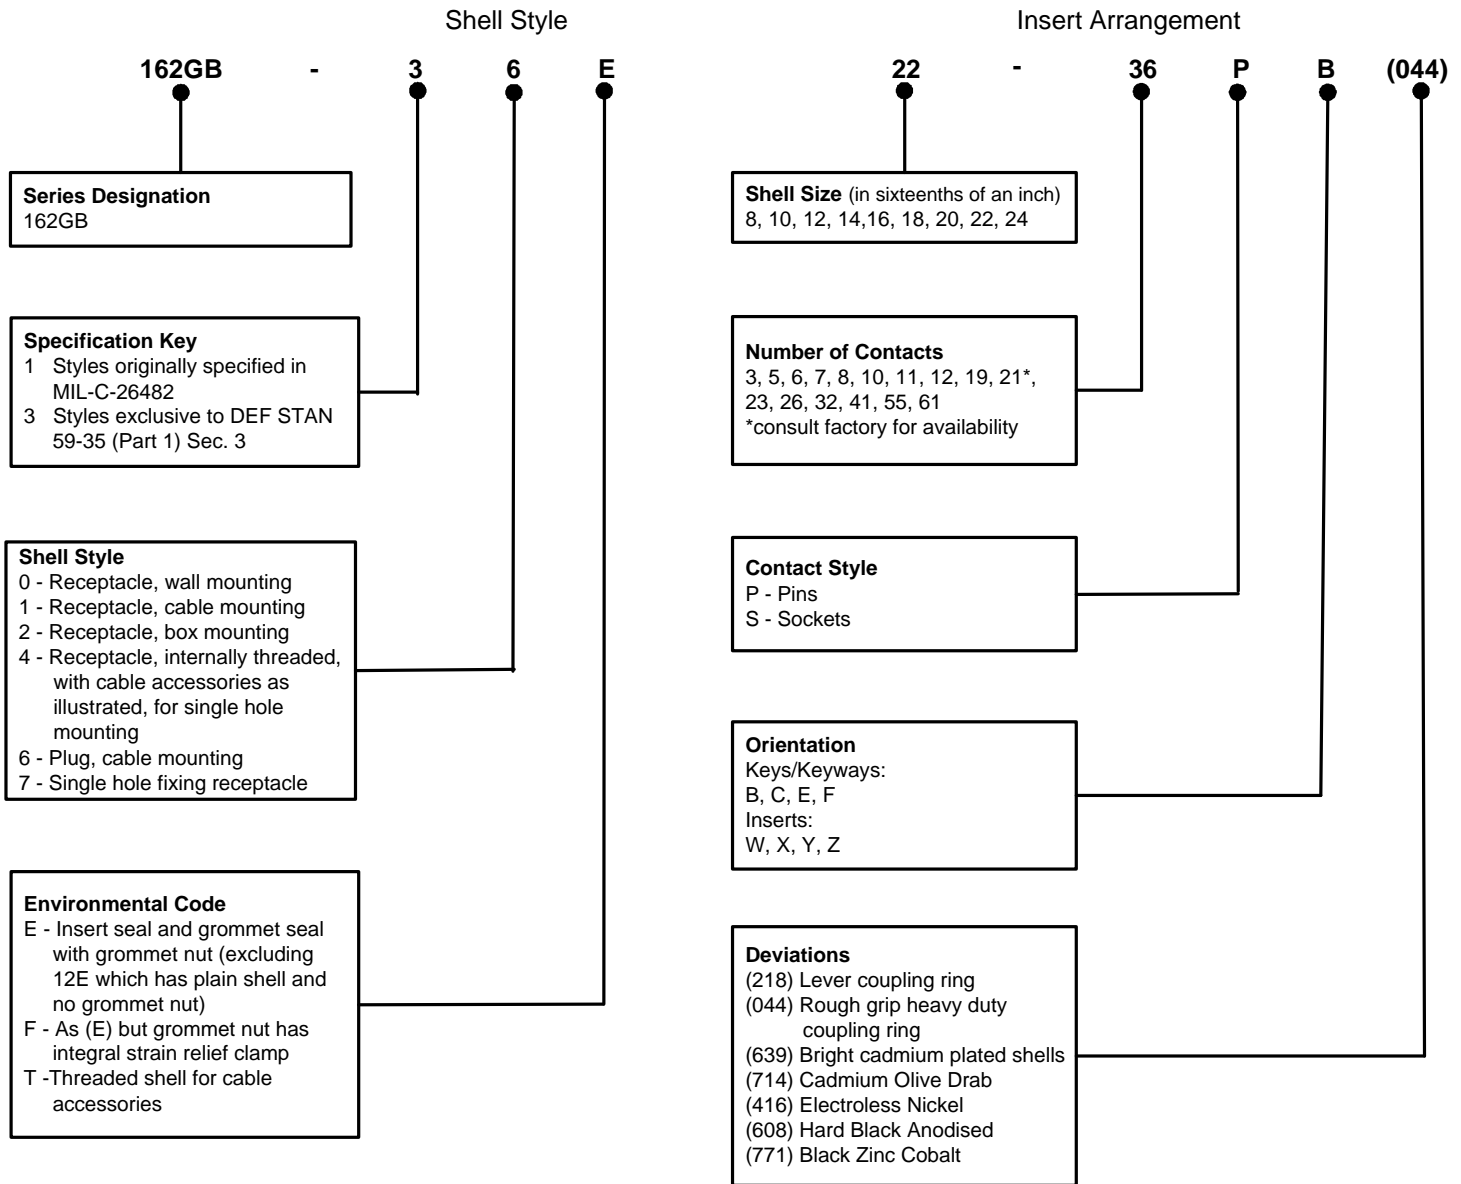 Shell Style
Insert Arrangement
162GB - 3 6 E 22 - 36 P B (044)
Series Designation
162GB
Specification Key
1 Styles originally specified in
MIL-C-26482
3 Styles exclusive to DEF STAN
59-35 (Part 1) Sec. 3
Shell Style
0 - Receptacle, wall mounting
1 - Receptacle, cable mounting
2 - Receptacle, box mounting
4 - Receptacle, internally threaded,
with cable accessories as
illustrated, for single hole
mounting
6 - Plug, cable mounting
7 - Single hole fixing receptacle
Environmental Code
E - Insert seal and grommet seal
with grommet nut (excluding
12E which has plain shell and
no grommet nut)
F - As (E) but grommet nut has
integral strain relief clamp
T -Threaded shell for cable
accessories
Shell Size (in sixteenths of an inch)
8, 10, 12, 14,16, 18, 20, 22, 24
Number of Contacts
3, 5, 6, 7, 8, 10, 11, 12, 19, 21*,
23, 26, 32, 41, 55, 61
*consult factory for availability
Contact Style
P - Pins
S - Sockets
Orientation
Keys/Keyways:
B, C, E, F
Inserts:
W, X, Y, Z
Deviations
(218) Lever coupling ring
(044) Rough grip heavy duty
coupling ring
(639) Bright cadmium plated shells
(714) Cadmium Olive Drab
(416) Electroless Nickel
(608) Hard Black Anodised
(771) Black Zinc Cobalt